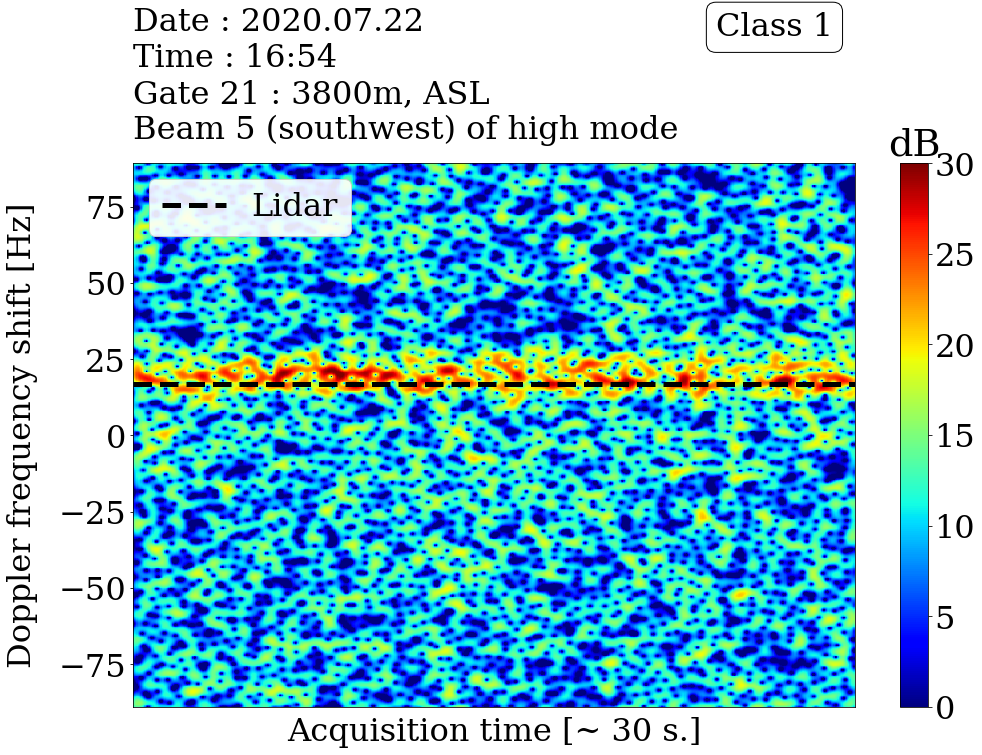 Date : 2020.07.22
Time : 16:54
Gate 21 : 3800m, ASL
Beam 5 (southwest) of high mode
Class 1
dB
Lidar
Doppler frequency shift [Hz]
75
50
25
0
−25
−50
−75
30
25
20
15
10
5
0
Acquisition time [~ 30 s.]